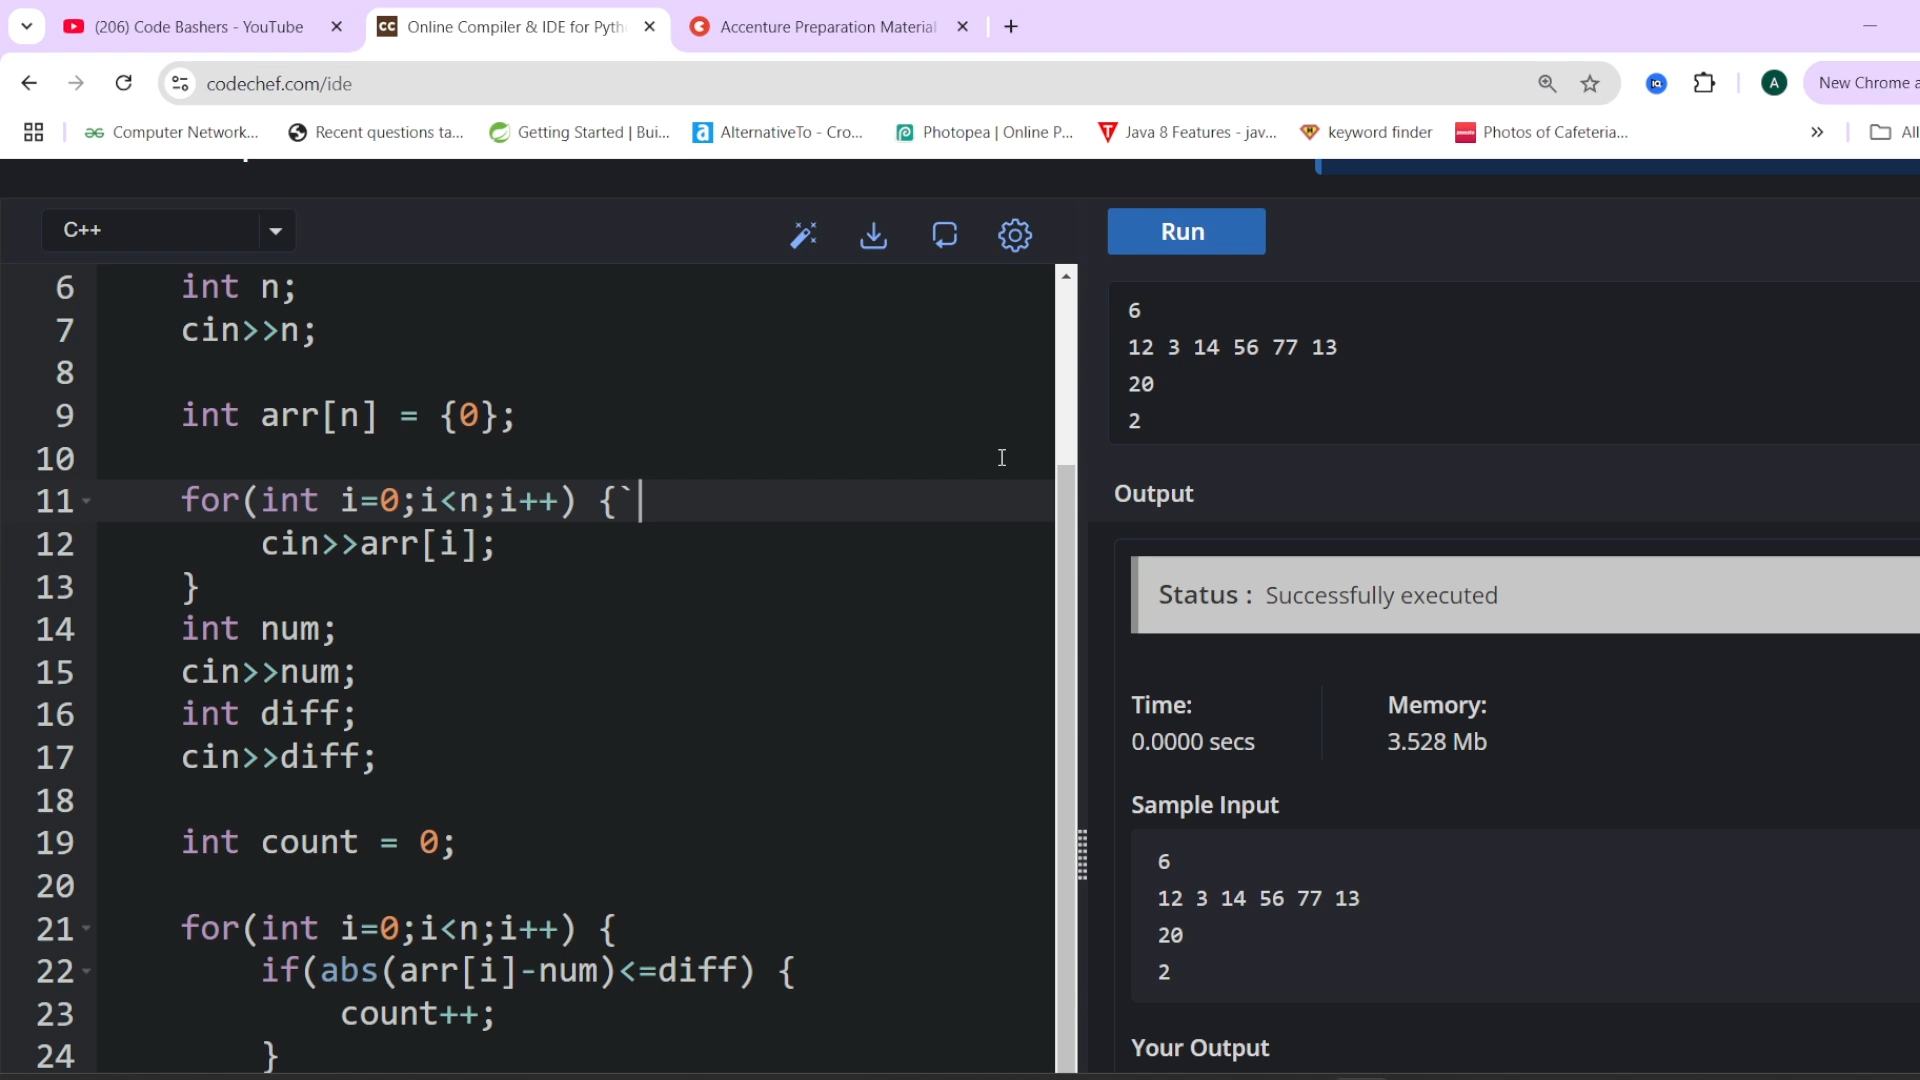 (206) Code Bashers - YouTube
CC Online Compiler & IDE for Pyth
Accenture Preparation Material
codechef.com/ide
A
New Chrome a
Computer Network...
Recent questions ta...
Getting Started | Bui...
a AlternativeTo - Cro...
Photopea | Online P...
Java 8 Features - jav...
keyword finder
Photos of Cafeteria...
All
C++
Run
6 int n;
7 cin>>n;
8
9 int arr[n] = {0};
10
11 for(int i=0;i<n;i++) {`
12 cin>>arr[i];
13 }
14 int num;
15 cin>>num;
16 int diff;
17 cin>>diff;
18
19 int count = 0;
20
21 for(int i=0;i<n;i++) {
22 if(abs(arr[i]-num)<=diff) {
23 count++;
24 }
6
12 3 14 56 77 13
20
2
Output
Status : Successfully executed
Time:
0.0000 secs
Memory:
3.528 Mb
Sample Input
6
12 3 14 56 77 13
20
2
Your Output